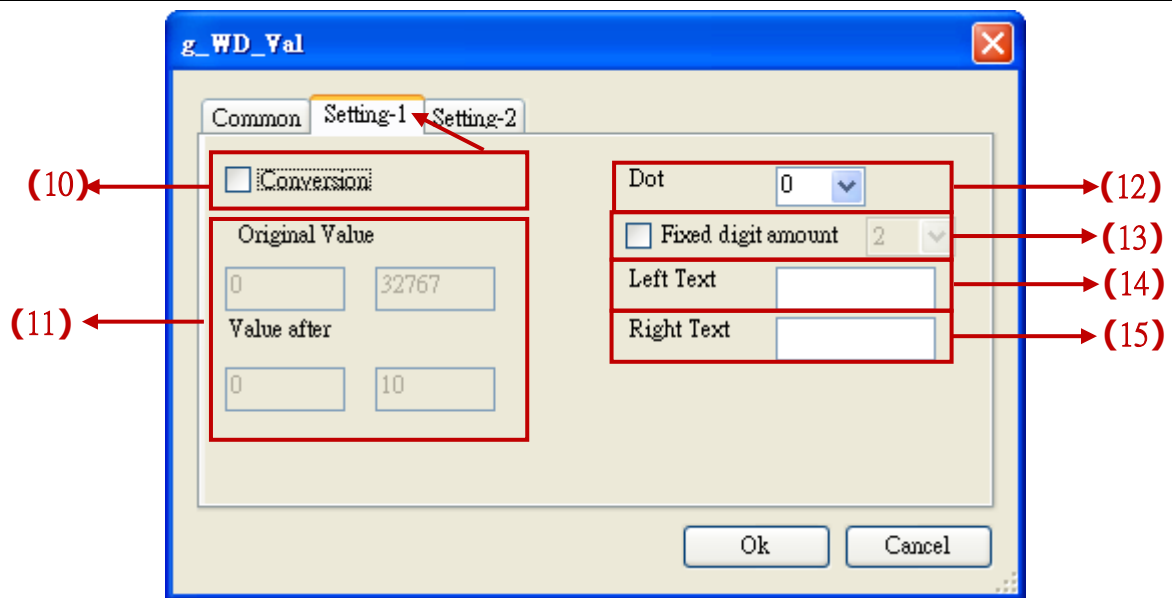 g_WD_Val
Common Setting-1 Setting-2
(10) Conversion
Dot 0 (12)
Original Value
Fixed digit amount 2 (13)
0 32767
Left Text (14)
(11) Value after
Right Text (15)
0 10
Ok Cancel